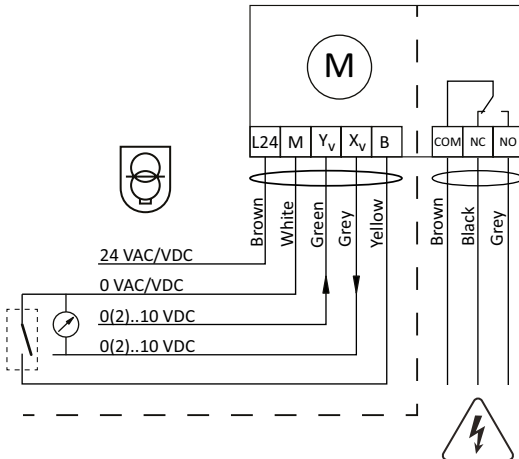 M
L24 M Yv Xv B COM NC NO
Brown White Green Grey Yellow Brown Black Grey
24 VAC/VDC
0 VAC/VDC
0(2)..10 VDC
0(2)..10 VDC